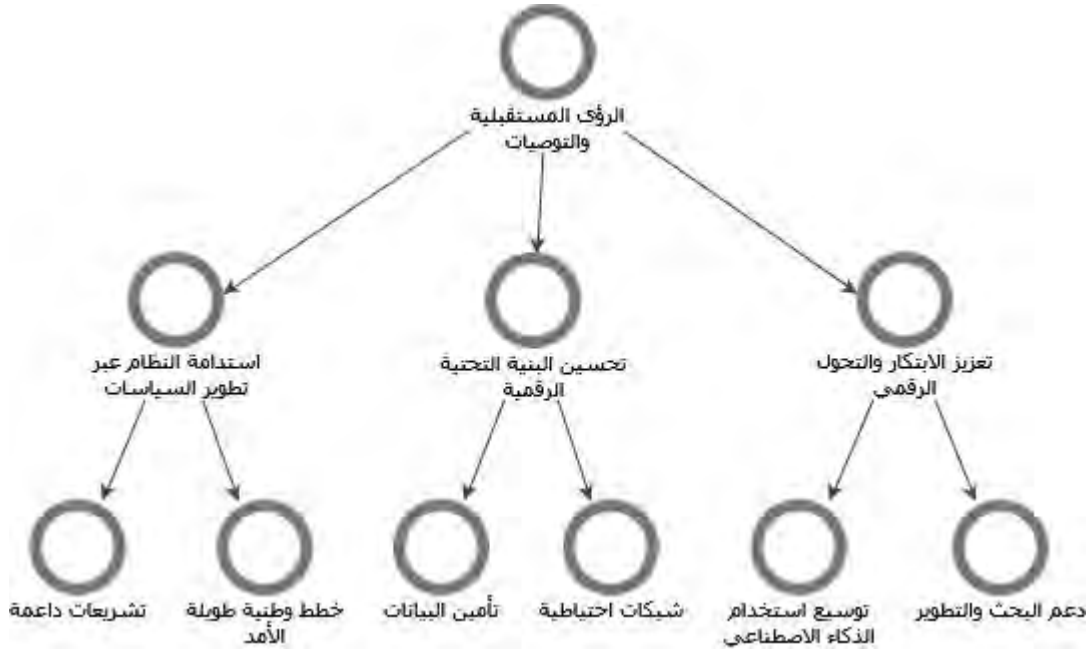 الرؤى المستقبلية
والتوصيات
تعزيز الابتكار والتحول
الرقمي
تحسين البنية التحتية
الرقمية
استدامة النظام عبر
تطوير السياسات
دعم البحث والتطوير
توسيع استخدام
الذكاء الاصطناعي
شبكات احتياطية
تأمين البيانات
خطط وطنية طويلة
الأمد
تشريعات داعمة